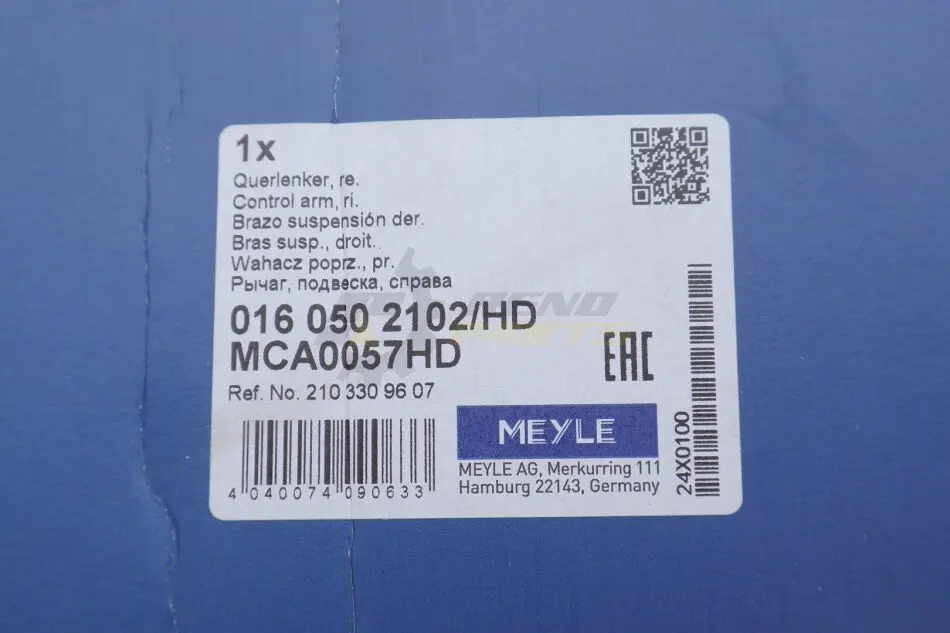 1x
Querlenker, re.
Control arm, ri.
Brazo suspensión der.
Bras susp., droit.
Wahacz poprz., pr.
Рычаг, подвеска, справа
016 050 2102/HD
MCA0057HD
Ref. No. 210 330 96 07
EAC
MEYLE
MEYLE AG, Merkurring 111
Hamburg 22143, Germany
4 040074 090633
24X0100